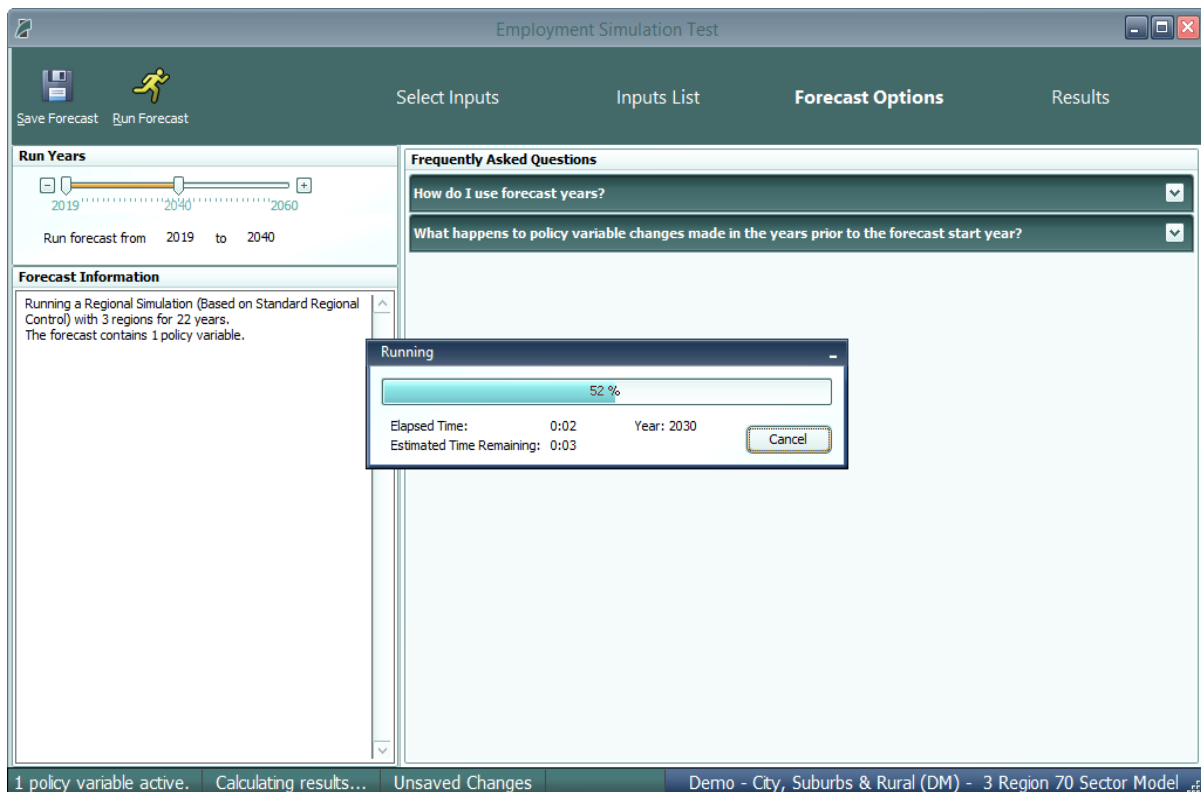 Employment Simulation Test
Save Forecast Run Forecast
Select Inputs Inputs List Forecast Options Results
Run Years
2019 2040 2060
Run forecast from 2019 to 2040
Forecast Information
Running a Regional Simulation (Based on Standard Regional
Control) with 3 regions for 22 years.
The forecast contains 1 policy variable.
Frequently Asked Questions
How do I use forecast years?
What happens to policy variable changes made in the years prior to the forecast start year?
Running
52 %
Elapsed Time: 0:02 Year: 2030
Estimated Time Remaining: 0:03
Cancel
1 policy variable active. Calculating results... Unsaved Changes Demo - City, Suburbs & Rural (DM) - 3 Region 70 Sector Model